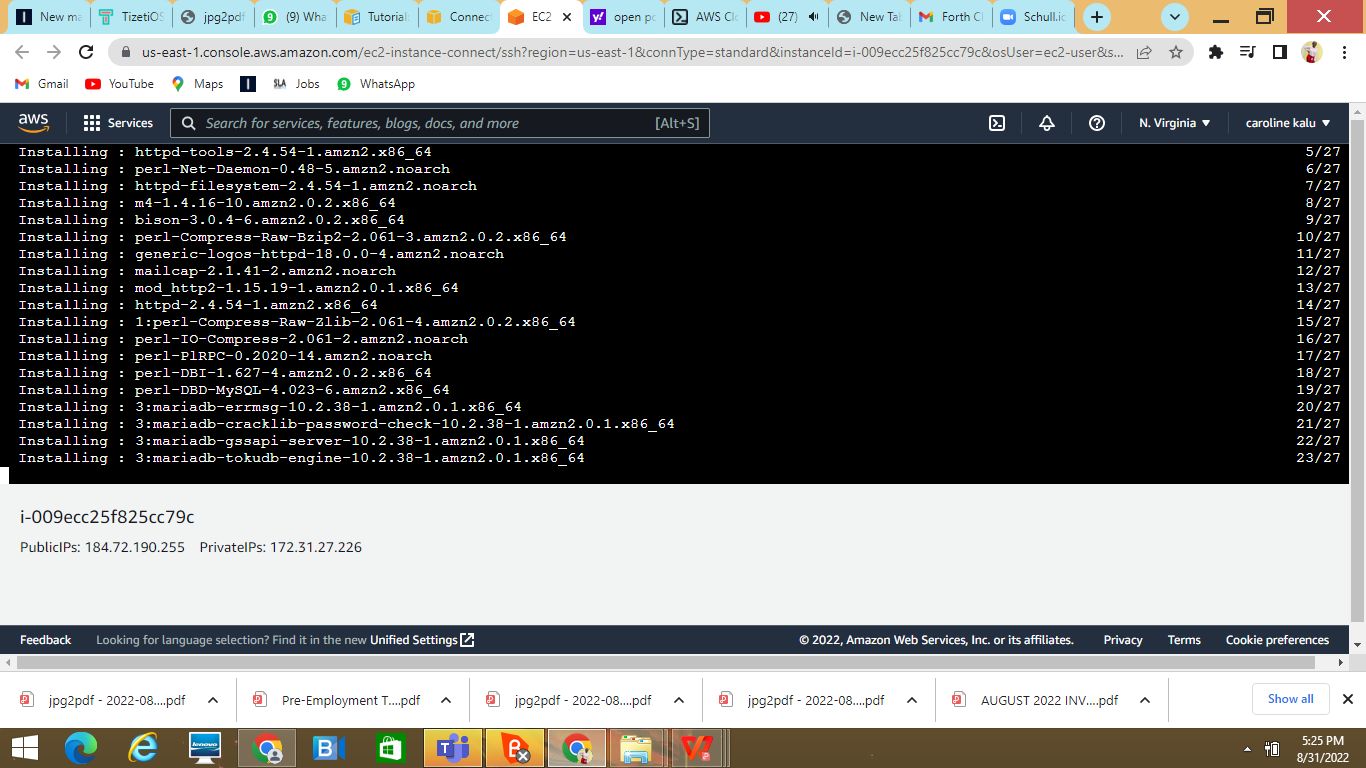 New ma
TizetiOS
jpg2pdf
(9) Wha
Tutorial:
Connect
EC2
open po
AWS Clo
(27)
New Tab
Forth Cl
Schull.io
us-east-1.console.aws.amazon.com/ec2-instance-connect/ssh?region=us-east-1&connType=standard&instanceId=i-009ecc25f825cc79c&osUser=ec2-user&s...
Gmail
YouTube
Maps
SLA Jobs
WhatsApp
aws
Services
Search for services, features, blogs, docs, and more [Alt+S]
N. Virginia
caroline kalu
Installing : httpd-tools-2.4.54-1.amzn2.x86_64 5/27
Installing : perl-Net-Daemon-0.48-5.amzn2.noarch 6/27
Installing : httpd-filesystem-2.4.54-1.amzn2.noarch 7/27
Installing : m4-1.4.16-10.amzn2.0.2.x86_64 8/27
Installing : bison-3.0.4-6.amzn2.0.2.x86_64 9/27
Installing : perl-Compress-Raw-Bzip2-2.061-3.amzn2.0.2.x86_64 10/27
Installing : generic-logos-httpd-18.0.0-4.amzn2.noarch 11/27
Installing : mailcap-2.1.41-2.amzn2.noarch 12/27
Installing : mod_http2-1.15.19-1.amzn2.0.1.x86_64 13/27
Installing : httpd-2.4.54-1.amzn2.x86_64 14/27
Installing : 1:perl-Compress-Raw-Zlib-2.061-4.amzn2.0.2.x86_64 15/27
Installing : perl-IO-Compress-2.061-2.amzn2.noarch 16/27
Installing : perl-PlRPC-0.2020-14.amzn2.noarch 17/27
Installing : perl-DBI-1.627-4.amzn2.0.2.x86_64 18/27
Installing : perl-DBD-MySQL-4.023-6.amzn2.x86_64 19/27
Installing : 3:mariadb-errmsg-10.2.38-1.amzn2.0.1.x86_64 20/27
Installing : 3:mariadb-cracklib-password-check-10.2.38-1.amzn2.0.1.x86_64 21/27
Installing : 3:mariadb-gssapi-server-10.2.38-1.amzn2.0.1.x86_64 22/27
Installing : 3:mariadb-tokudb-engine-10.2.38-1.amzn2.0.1.x86_64 23/27
i-009ecc25f825cc79c
PublicIPs: 184.72.190.255 PrivateIPs: 172.31.27.226
Feedback Looking for language selection? Find it in the new Unified Settings © 2022, Amazon Web Services, Inc. or its affiliates. Privacy Terms Cookie preferences
jpg2pdf - 2022-08....pdf
Pre-Employment T....pdf
jpg2pdf - 2022-08....pdf
jpg2pdf - 2022-08....pdf
AUGUST 2022 INV....pdf
Show all
lenovo
5:25 PM
8/31/2022